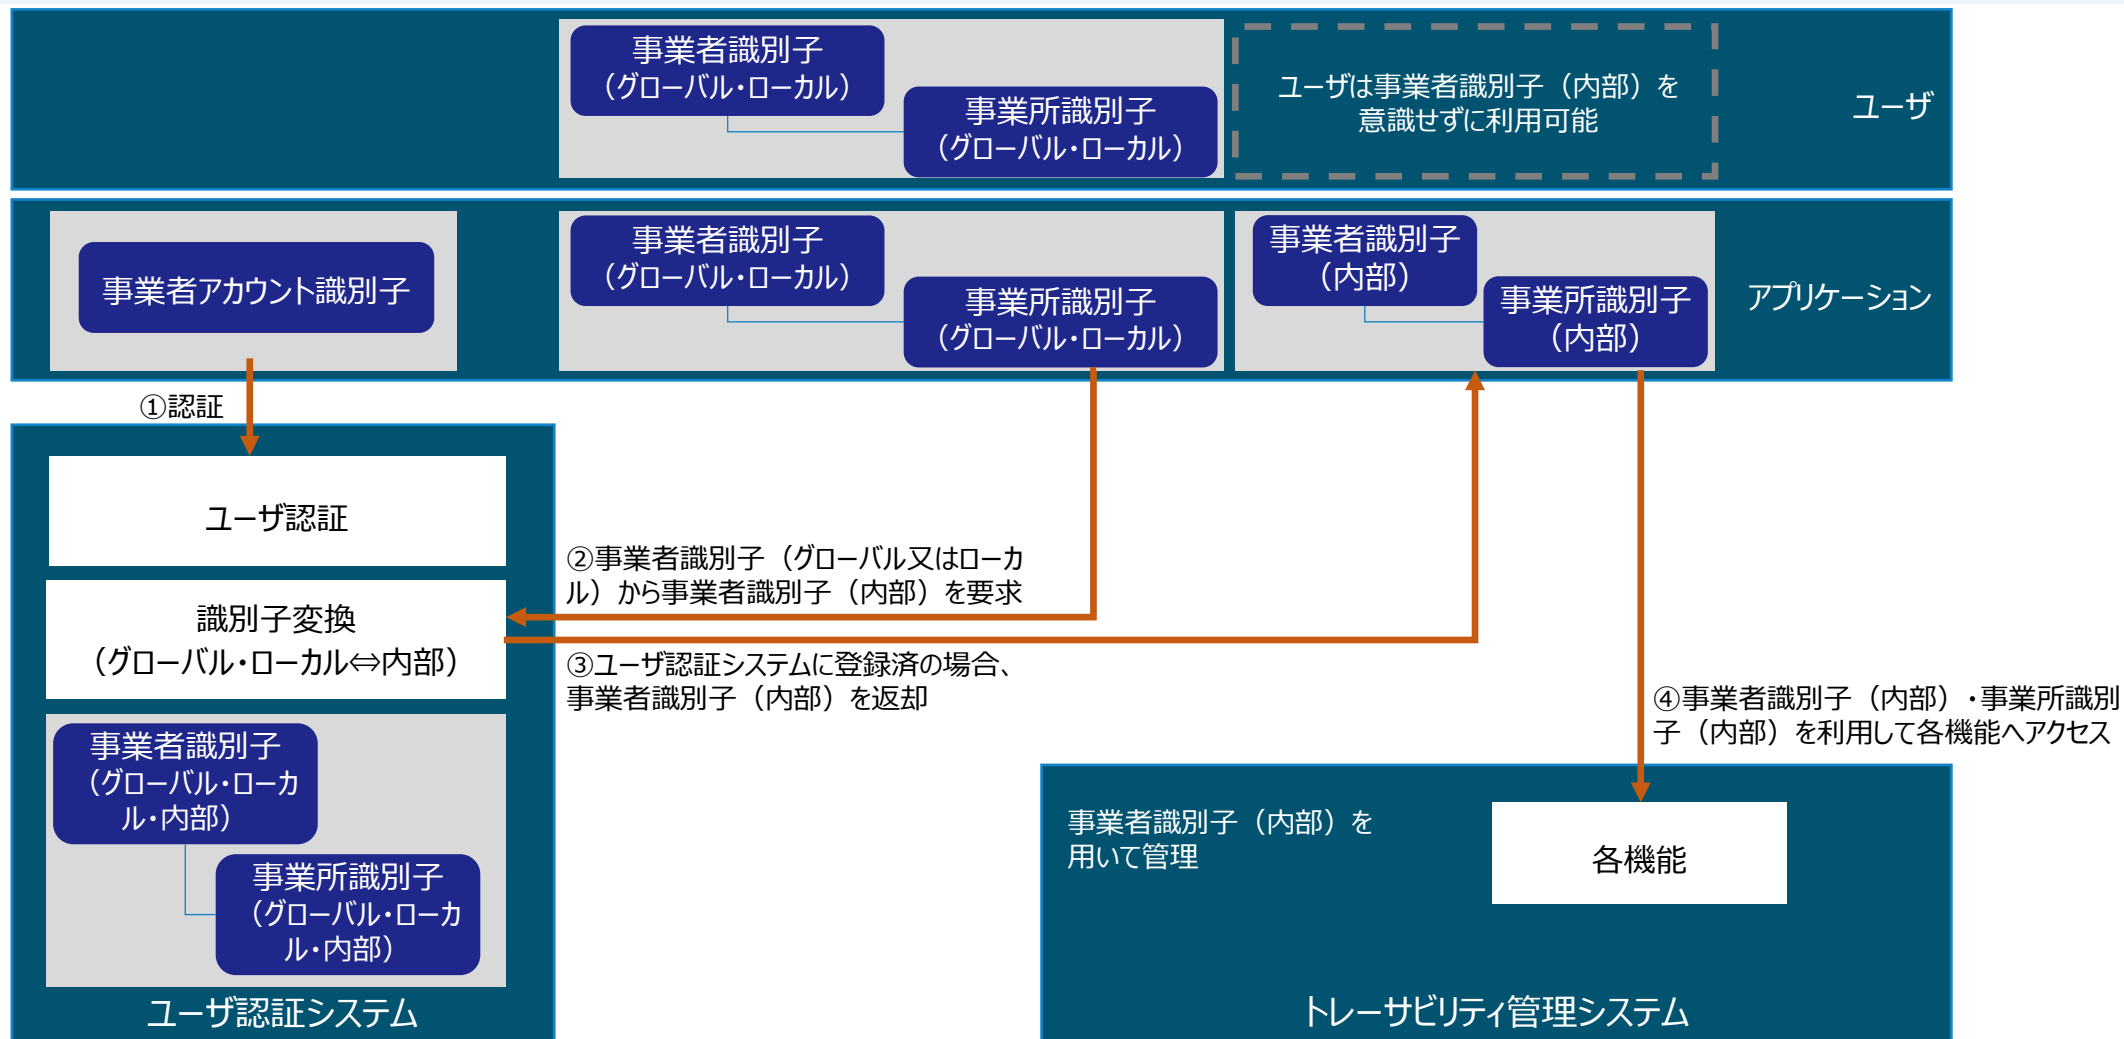 事業者識別子
（グローバル・ローカル）
事業所識別子
（グローバル・ローカル）
ユーザは事業者識別子（内部）を
意識せずに利用可能
ユーザ
事業者アカウント識別子
事業者識別子
（グローバル・ローカル）
事業所識別子
（グローバル・ローカル）
事業者識別子
（内部）
事業所識別子
（内部）
アプリケーション
①認証
ユーザ認証
②事業者識別子（グローバル又はローカ
ル）から事業者識別子（内部）を要求
識別子変換
（グローバル・ローカル⇔内部）
③ユーザ認証システムに登録済の場合、
事業者識別子（内部）を返却
④事業者識別子（内部）・事業所識別
子（内部）を利用して各機能へアクセス
事業者識別子
（グローバル・ローカ
ル・内部）
事業所識別子
（グローバル・ローカ
ル・内部）
ユーザ認証システム
事業者識別子（内部）を
用いて管理
各機能
トレーサビリティ管理システム